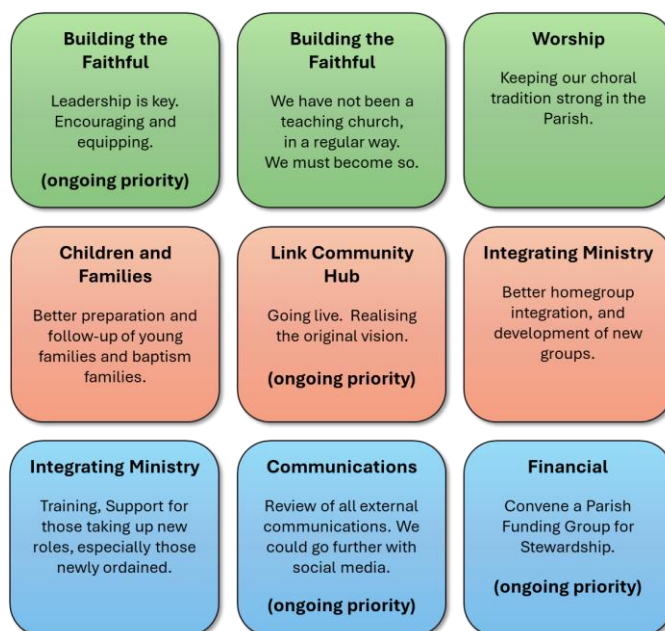 Building the
Faithful
Leadership is key.
Encouraging and
equipping.
(ongoing priority)
Building the
Faithful
We have not been a
teaching church,
in a regular way.
We must become so.
Worship
Keeping our choral
tradition strong in the
Parish.
Children and
Families
Better preparation and
follow-up of young
families and baptism
families.
Link Community
Hub
Going live.  Realising
the original vision.
(ongoing priority)
Integrating Ministry
Better homegroup
integration, and
development of new
groups.
Integrating Ministry
Training, Support for
those taking up new
roles, especially those
newly ordained.
Communications
Review of all external
communications. We
could go further with
social media.
(ongoing priority)
Financial
Convene a Parish
Funding Group for
Stewardship.
(ongoing priority)